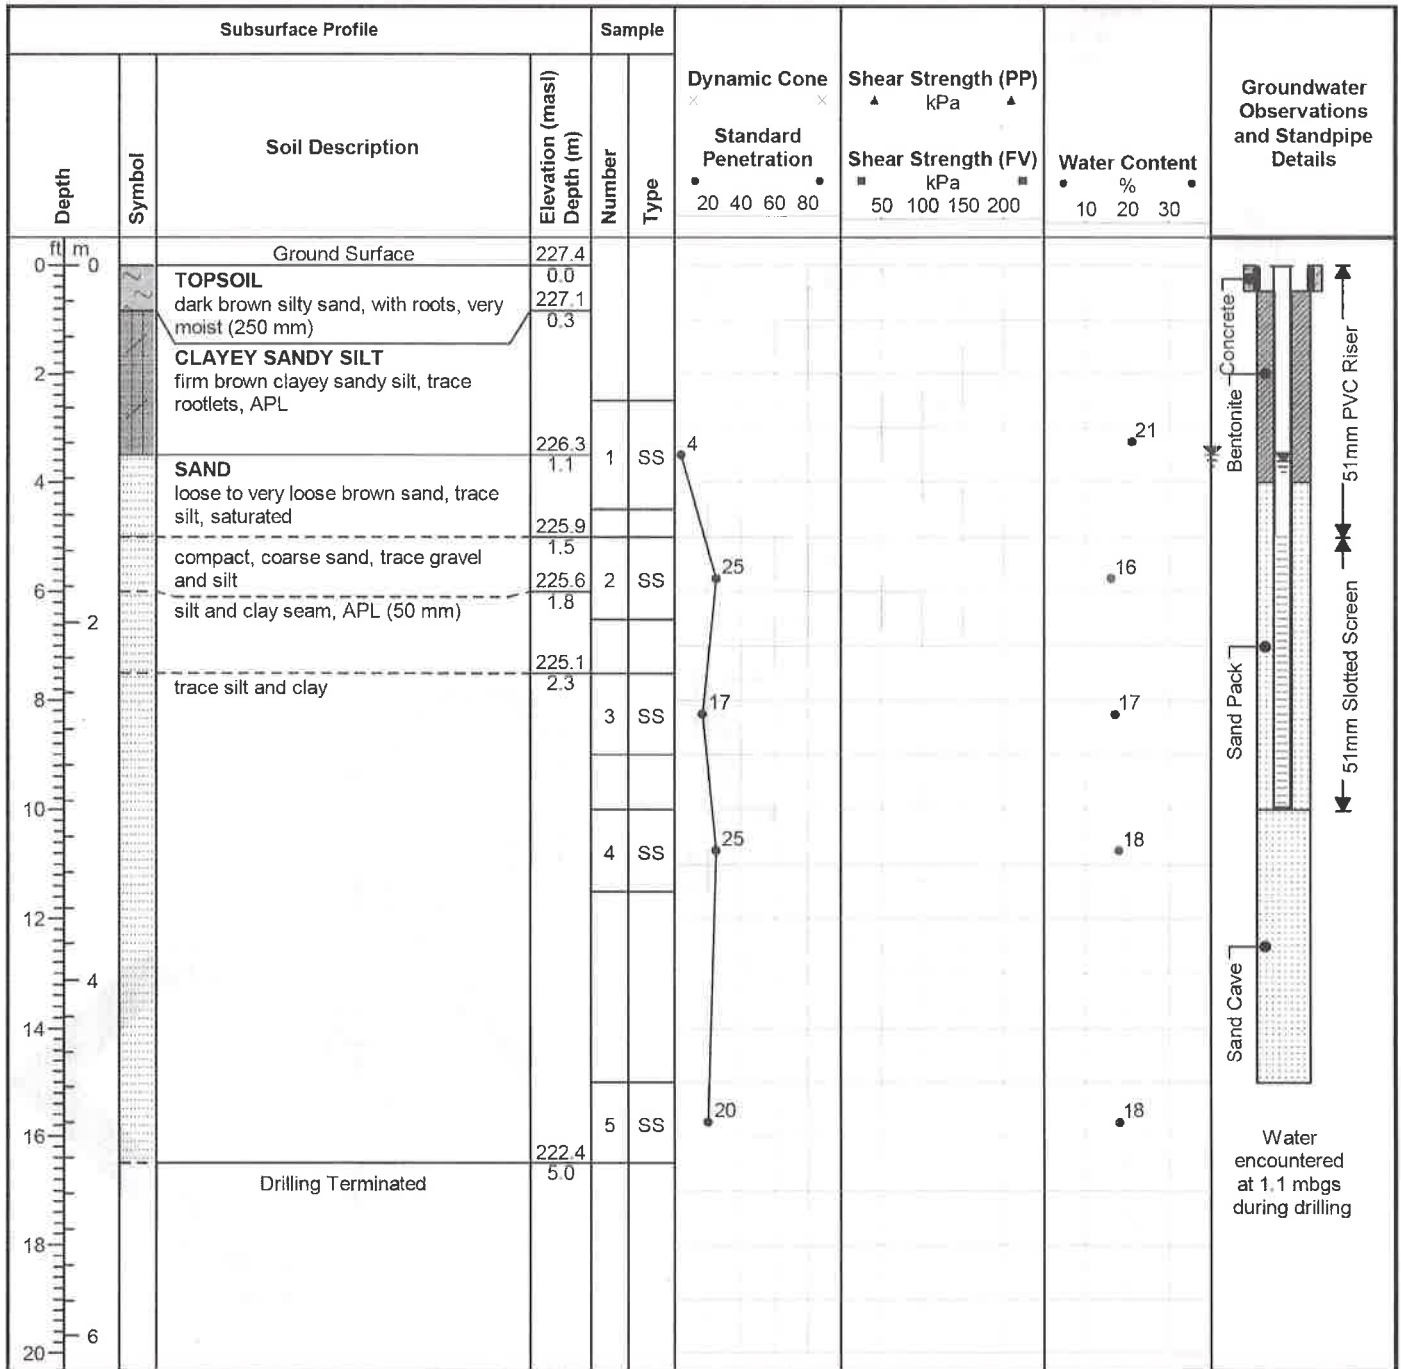 Subsurface Profile
Sample
Depth
Symbol
Soil Description
Elevation (masl)
Depth (m)
Number
Type
Dynamic Cone
Standard
Penetration
20 40 60 80
Shear Strength (PP)
kPa
Shear Strength (FV)
kPa
50 100 150 200
Water Content
%
10 20 30
Groundwater
Observations
and Standpipe
Details
ft m
0 0
2
4
6
2
8
10
12
4
14
16
18
6
20
Ground Surface
227.4
0.0
TOPSOIL
dark brown silty sand, with roots, very
moist (250 mm)
227.1
0.3
CLAYEY SANDY SILT
firm brown clayey sandy silt, trace
rootlets, APL
226.3
1.1
SAND
loose to very loose brown sand, trace
silt, saturated
225.9
1.5
compact, coarse sand, trace gravel
and silt
225.6
1.8
silt and clay seam, APL (50 mm)
225.1
2.3
trace silt and clay
222.4
5.0
Drilling Terminated
1 SS
2 SS
3 SS
4 SS
5 SS
4
25
17
25
20
21
16
17
18
18
Concrete
Bentonite
Sand Pack
Sand Cave
51mm PVC Riser
51mm Slotted Screen
Water
encountered
at 1.1 mbgs
during drilling